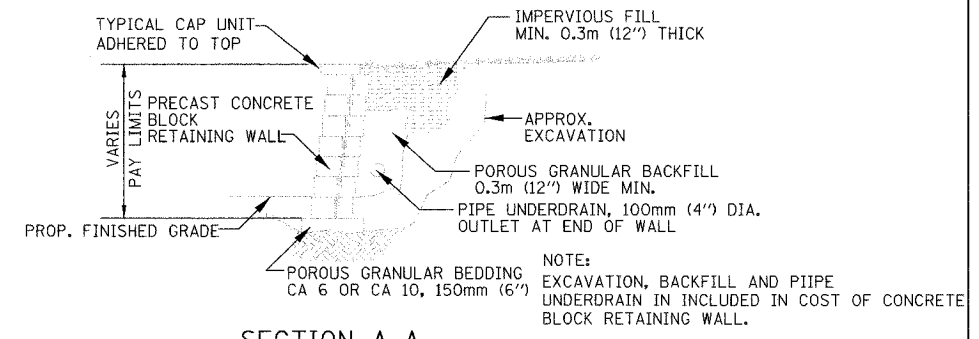 TYPICAL CAP UNIT
ADHERED TO TOP
IMPERVIOUS FILL
MIN. 0.3m (12") THICK
VARIES
PAY LIMITS
PRECAST CONCRETE
BLOCK
RETAINING WALL
APPROX.
EXCAVATION
POROUS GRANULAR BACKFILL
0.3m (12") WIDE MIN.
PIPE UNDERDRAIN, 100mm (4") DIA.
OUTLET AT END OF WALL
PROP. FINISHED GRADE
POROUS GRANULAR BEDDING
CA 6 OR CA 10, 150mm (6")
NOTE:
EXCAVATION, BACKFILL AND PIIPE
UNDERDRAIN IN INCLUDED IN COST OF CONCRETE
BLOCK RETAINING WALL.
SECTION A-A